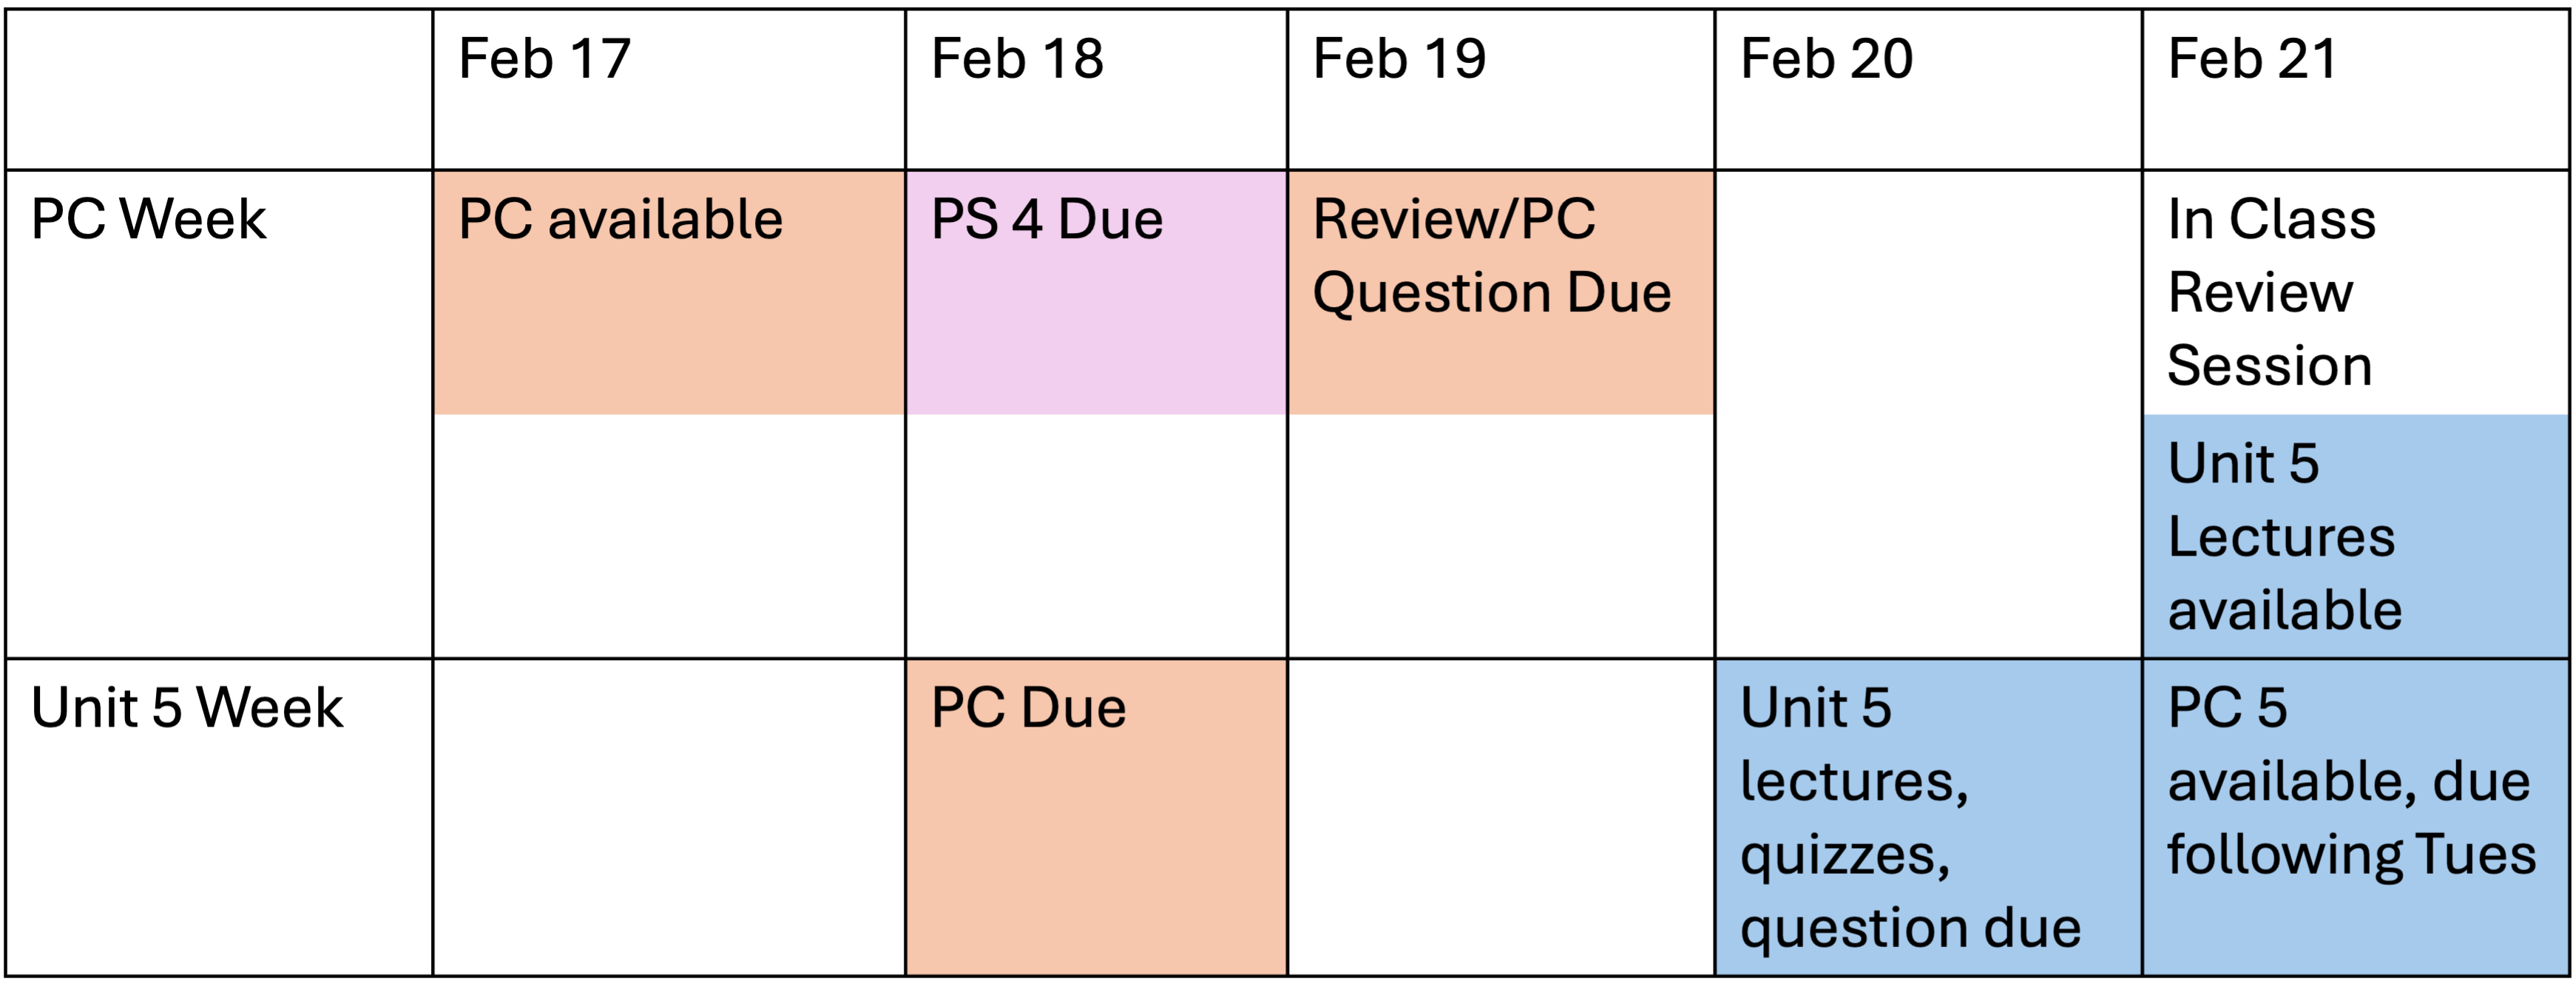 Feb 17
Feb 18
Feb 19
Feb 20
Feb 21
PC Week
PC available
PS 4 Due
Review/PC
Question Due
In Class
Review
Session
Unit 5
Lectures
available
Unit 5 Week
PC Due
Unit 5
lectures,
quizzes,
question due
PC 5
available, due
following Tues